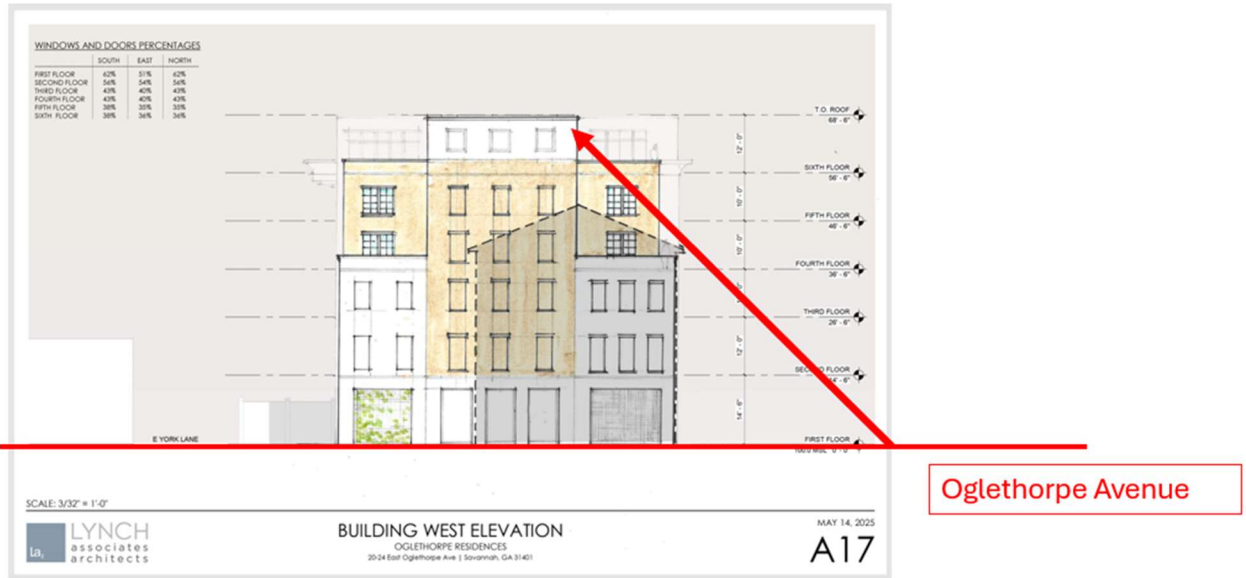 WINDOWS AND DOORS PERCENTAGES
SOUTH EAST NORTH
FIRST FLOOR 62% 51% 62%
SECOND FLOOR 56% 54% 56%
THIRD FLOOR 43% 40% 43%
FOURTH FLOOR 43% 40% 43%
FIFTH FLOOR 38% 35% 35%
SIXTH FLOOR 38% 36% 36%
T.O. ROOF
68' - 6"
12' - 0"
SIXTH FLOOR
56' - 6"
10' - 0"
FIFTH FLOOR
46' - 6"
10' - 0"
FOURTH FLOOR
36' - 6"
THIRD FLOOR
26' - 6"
12' - 0"
SECOND FLOOR
14' - 6"
14' - 6"
E YORK LANE
FIRST FLOOR
Oglethorpe Avenue
SCALE: 3/32" = 1'-0"
la,
LYNCH
associates
architects
BUILDING WEST ELEVATION
OGLETHORPE RESIDENCES
20-24 East Oglethorpe Ave | Savannah, GA 31401
MAY 14, 2025
A17